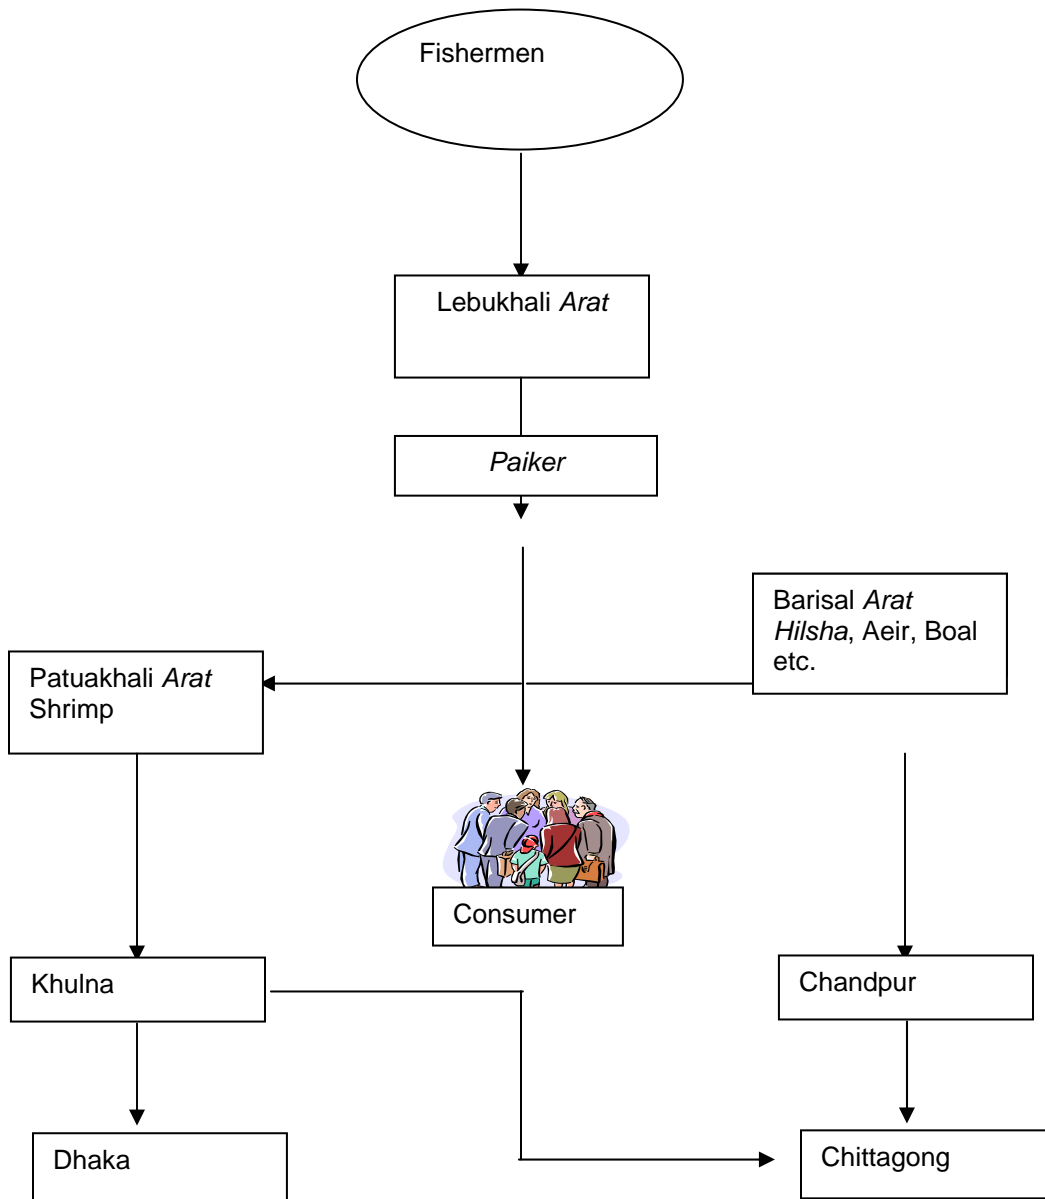 Fishermen
Lebukhali Arat
Paiker
Barisal Arat
Hilsha, Aeir, Boal
etc.
Patuakhali Arat
Shrimp
Consumer
Khulna
Chandpur
Dhaka
Chittagong